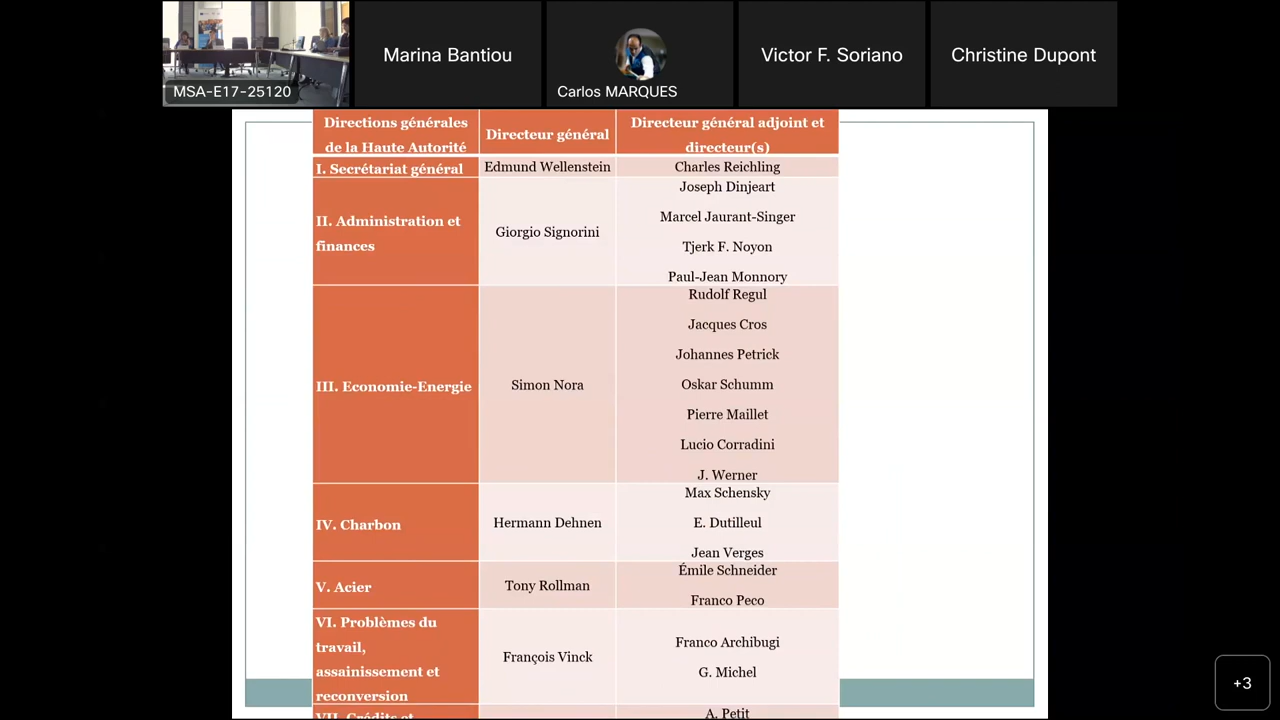 MSA-E17-25120
Marina Bantiou
Carlos MARQUES
Victor F. Soriano
Christine Dupont
Directions générales
de la Haute Autorité
Directeur général
Directeur général adjoint et
directeur(s)
I. Secrétariat général
Edmund Wellenstein
Charles Reichling
II. Administration et
finances
Giorgio Signorini
Joseph Dinjeart
Marcel Jaurant-Singer
Tjerk F. Noyon
Paul-Jean Monnory
III. Economie-Energie
Simon Nora
Rudolf Regul
Jacques Cros
Johannes Petrick
Oskar Schumm
Pierre Maillet
Lucio Corradini
J. Werner
IV. Charbon
Hermann Dehnen
Max Schensky
E. Dutilleul
Jean Verges
V. Acier
Tony Rollman
Émile Schneider
Franco Peco
VI. Problèmes du
travail,
assainissement et
reconversion
François Vinck
Franco Archibugi
G. Michel
VII. Crédits et
A. Petit
+3